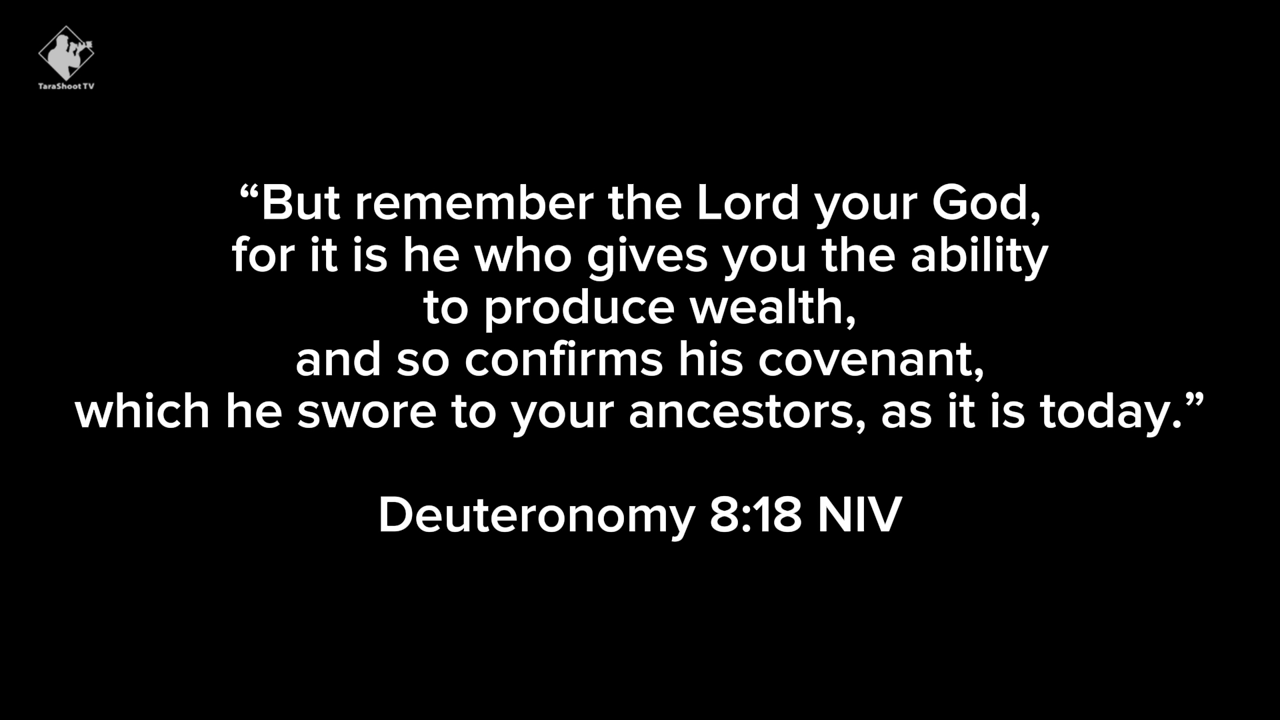 TaraShoot TV
“But remember the Lord your God,
for it is he who gives you the ability
to produce wealth,
and so confirms his covenant,
which he swore to your ancestors, as it is today.”
Deuteronomy 8:18 NIV